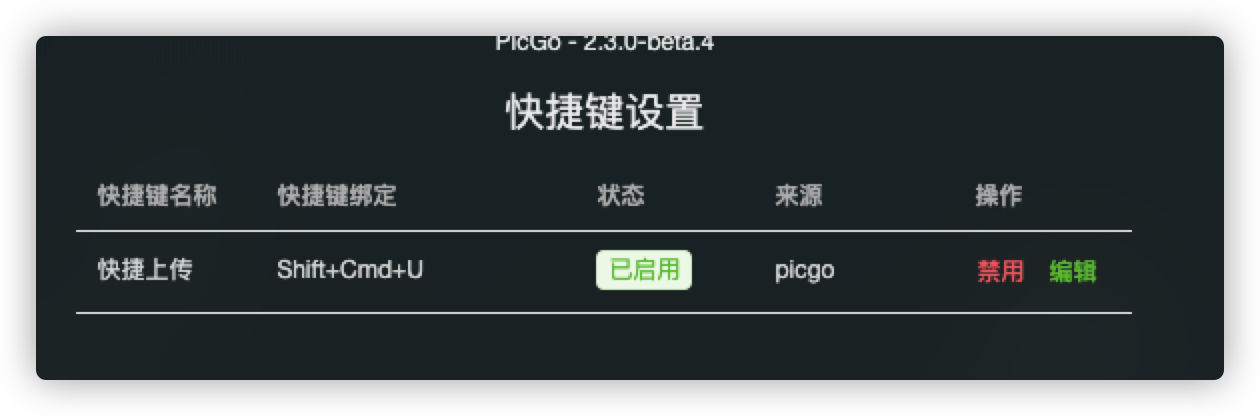 PicGo - 2.3.0-beta.4
快捷键设置
快捷键名称 快捷键绑定 状态 来源 操作
快捷上传 Shift+Cmd+U 已启用 picgo 禁用 编辑